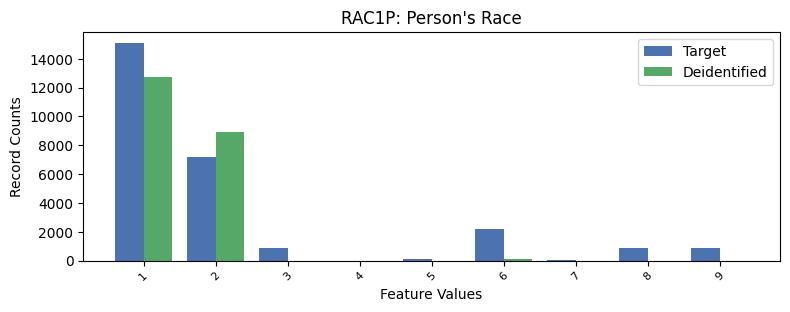 RAC1P: Person's Race
Target
Deidentified
Record Counts
14000
12000
10000
8000
6000
4000
2000
0
1 2 3 4 5 6 7 8 9
Feature Values